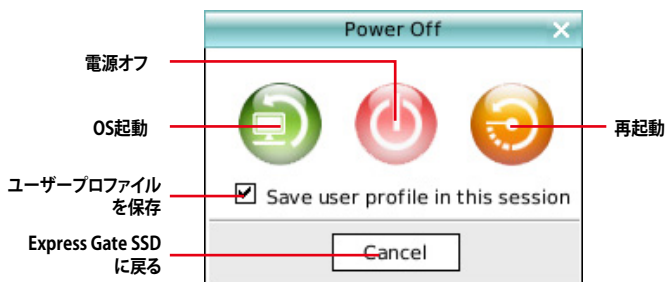 Power Off
電源オフ
OS起動
再起動
ユーザープロファイル
を保存
Save user profile in this session
Express Gate SSD
に戻る
Cancel